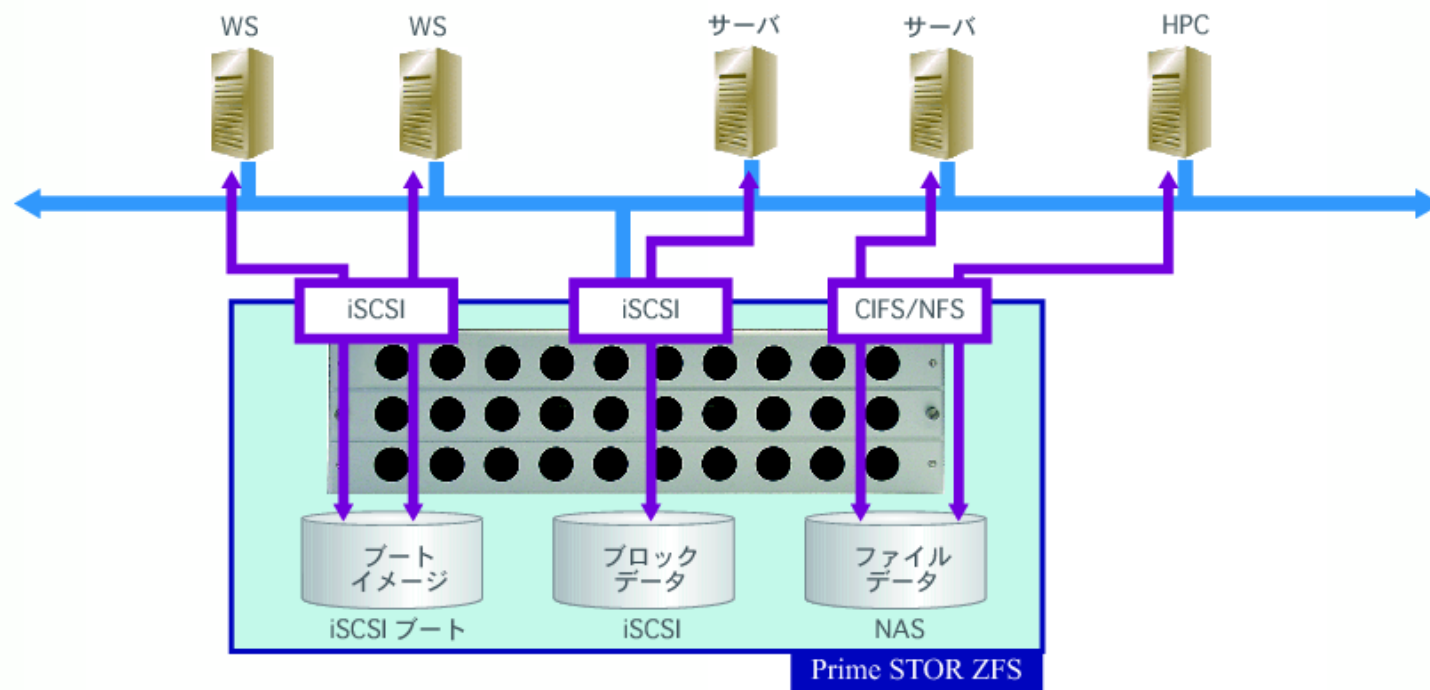 WS
WS
サーバ
サーバ
HPC
iSCSI
iSCSI
CIFS/NFS
ブート
イメージ
ブロック
データ
ファイル
データ
iSCSI ブート
iSCSI
NAS
Prime STOR ZFS